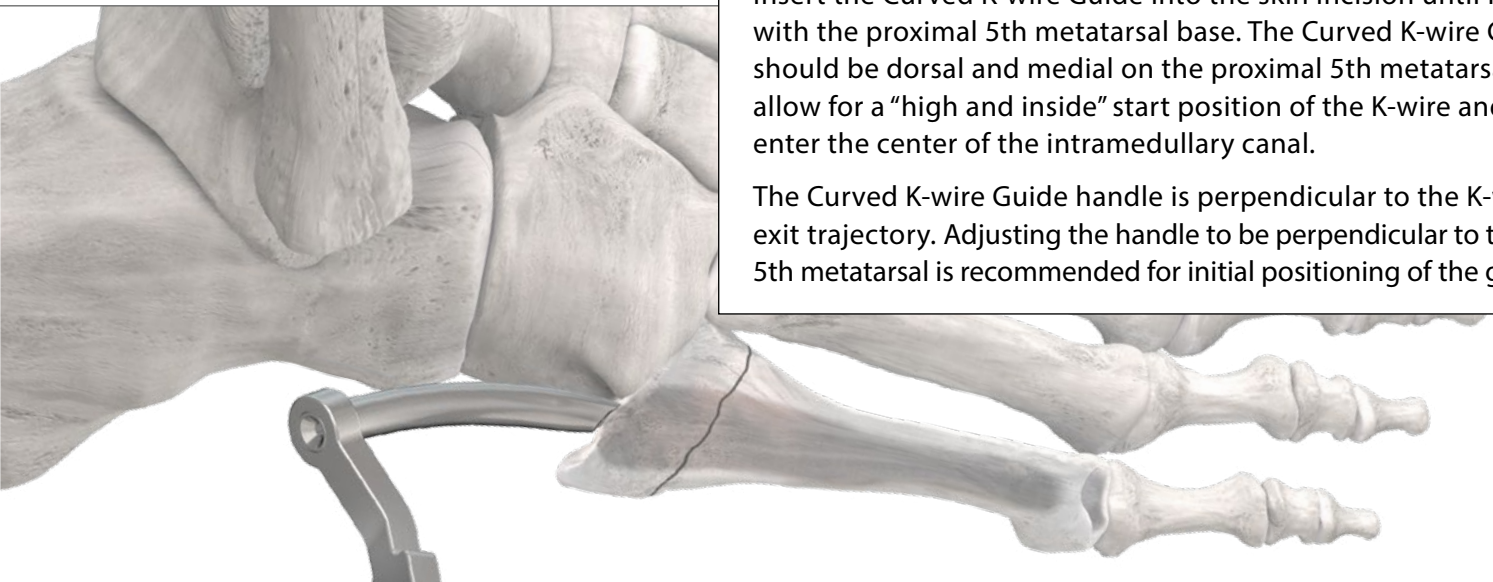 Insert the Curved K-wire Guide into the skin incision until
with the proximal 5th metatarsal base. The Curved K-wire
should be dorsal and medial on the proximal 5th
allow for a “high and inside” start position of the K-wire
enter the center of the intramedullary canal.
The Curved K-wire Guide handle is perpendicular to the
exit trajectory. Adjusting the handle to be perpendicular to
5th metatarsal is recommended for initial positioning of the